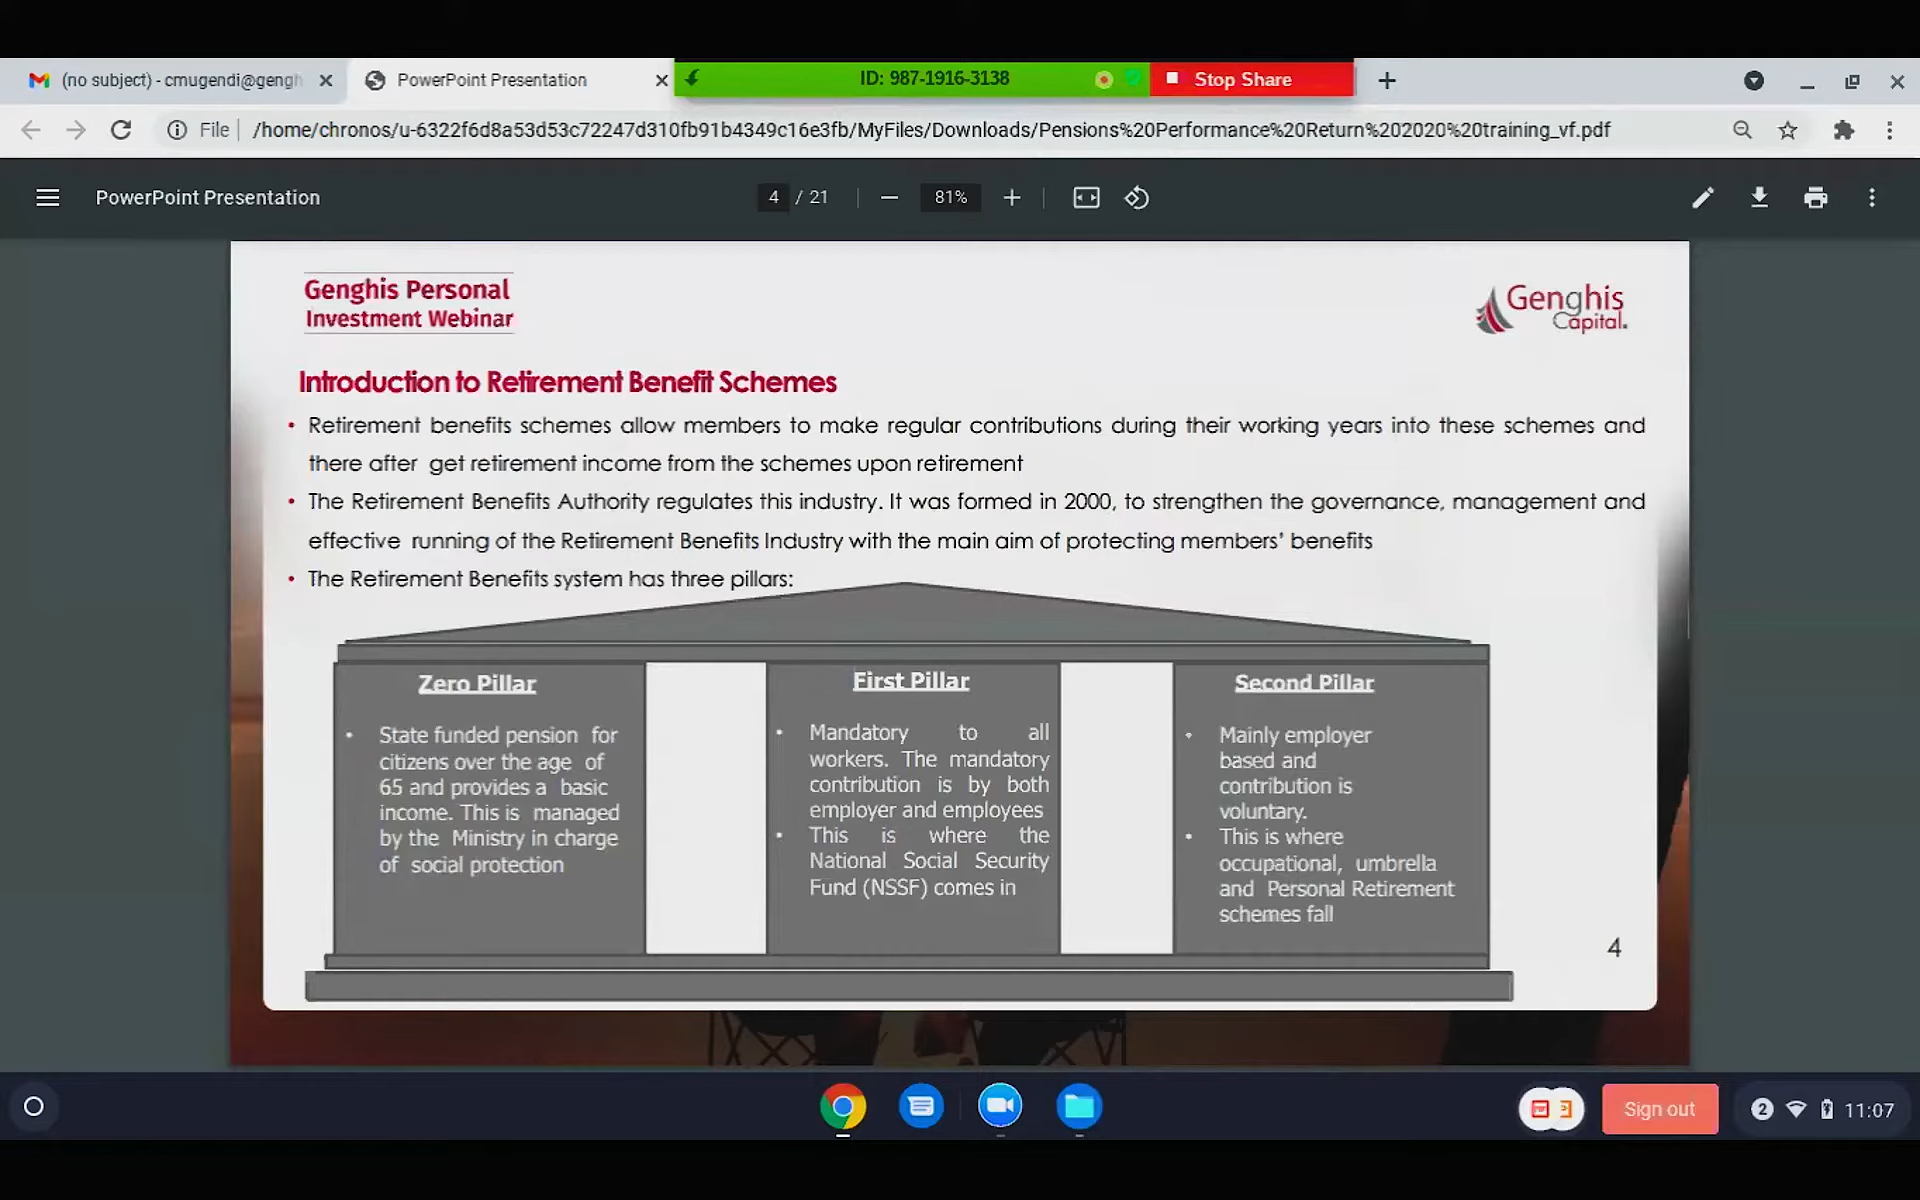 (no subject) - cmugendi@gengh
PowerPoint Presentation
ID: 987-1916-3138
Stop Share
File
/home/chronos/u-6322f6d8a53d53c72247d310fb91b4349c16e3fb/MyFiles/Downloads/Pensions%20Performance%20Return%202020%20training_vf.pdf
PowerPoint Presentation
4 / 21
81%
Genghis Personal
Investment Webinar
Genghis
Capital.
Introduction to Retirement Benefit Schemes
• Retirement benefits schemes allow members to make regular contributions during their working years into these schemes and
there after get retirement income from the schemes upon retirement
• The Retirement Benefits Authority regulates this industry. It was formed in 2000, to strengthen the governance, management and
effective running of the Retirement Benefits Industry with the main aim of protecting members’ benefits
• The Retirement Benefits system has three pillars:
Zero Pillar
• State funded pension for
citizens over the age of
65 and provides a basic
income. This is managed
by the Ministry in charge
of social protection
First Pillar
• Mandatory to all
workers. The mandatory
contribution is by both
employer and employees
• This is where the
National Social Security
Fund (NSSF) comes in
Second Pillar
• Mainly employer
based and
contribution is
voluntary.
• This is where
occupational, umbrella
and Personal Retirement
schemes fall
4
Sign out
2
11:07